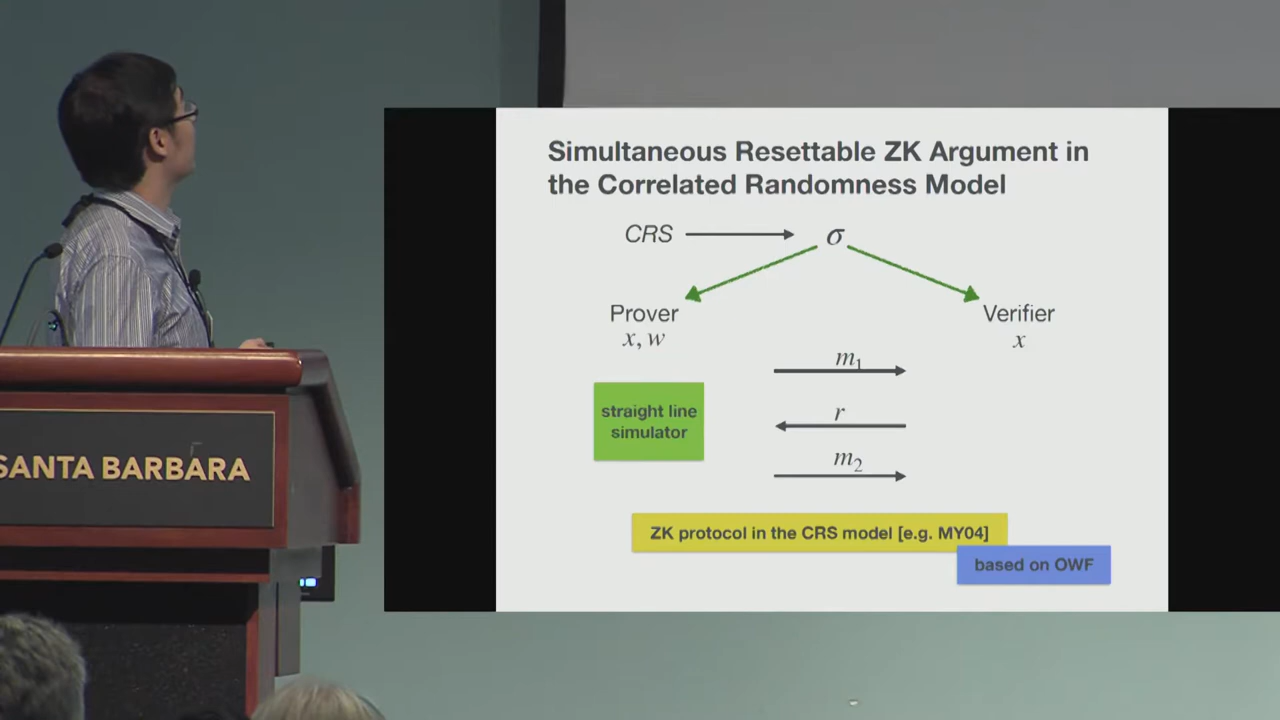 Simultaneous Resettable ZK Argument in
the Correlated Randomness Model
CRS
σ
Prover
x, w
Verifier
x
m₁
straight line
simulator
r
m₂
ZK protocol in the CRS model [e.g. MY04]
based on OWF
SANTA BARBARA